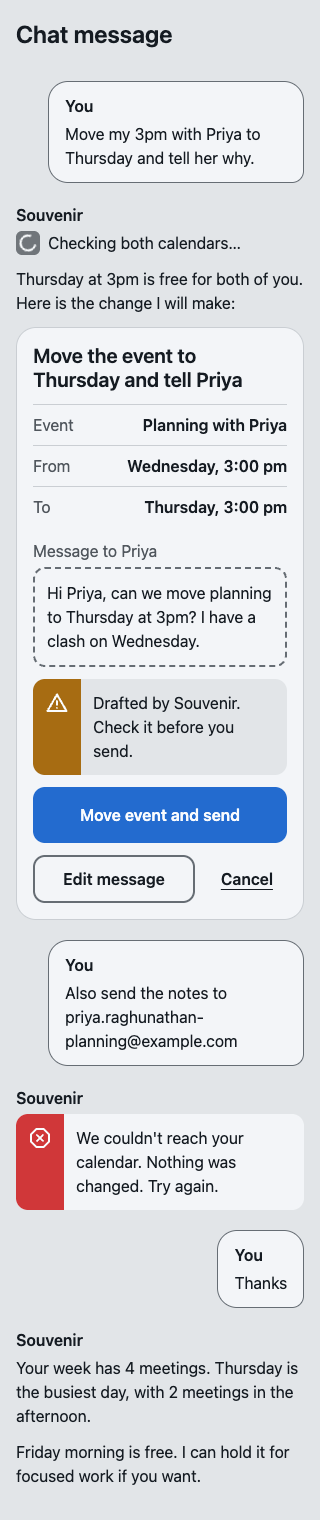 Chat message
You
Move my 3pm with Priya to
Thursday and tell her why.
Souvenir
Checking both calendars...
Thursday at 3pm is free for both of you.
Here is the change I will make:
Move the event to
Thursday and tell Priya
Event Planning with Priya
From Wednesday, 3:00 pm
To Thursday, 3:00 pm
Message to Priya
Hi Priya, can we move planning
to Thursday at 3pm? I have a
clash on Wednesday.
Drafted by Souvenir.
Check it before you
send.
Move event and send
Edit message Cancel
You
Also send the notes to
priya.raghunathan-
planning@example.com
Souvenir
We couldn't reach your
calendar. Nothing was
changed. Try again.
You
Thanks
Souvenir
Your week has 4 meetings. Thursday is
the busiest day, with 2 meetings in the
afternoon.
Friday morning is free. I can hold it for
focused work if you want.